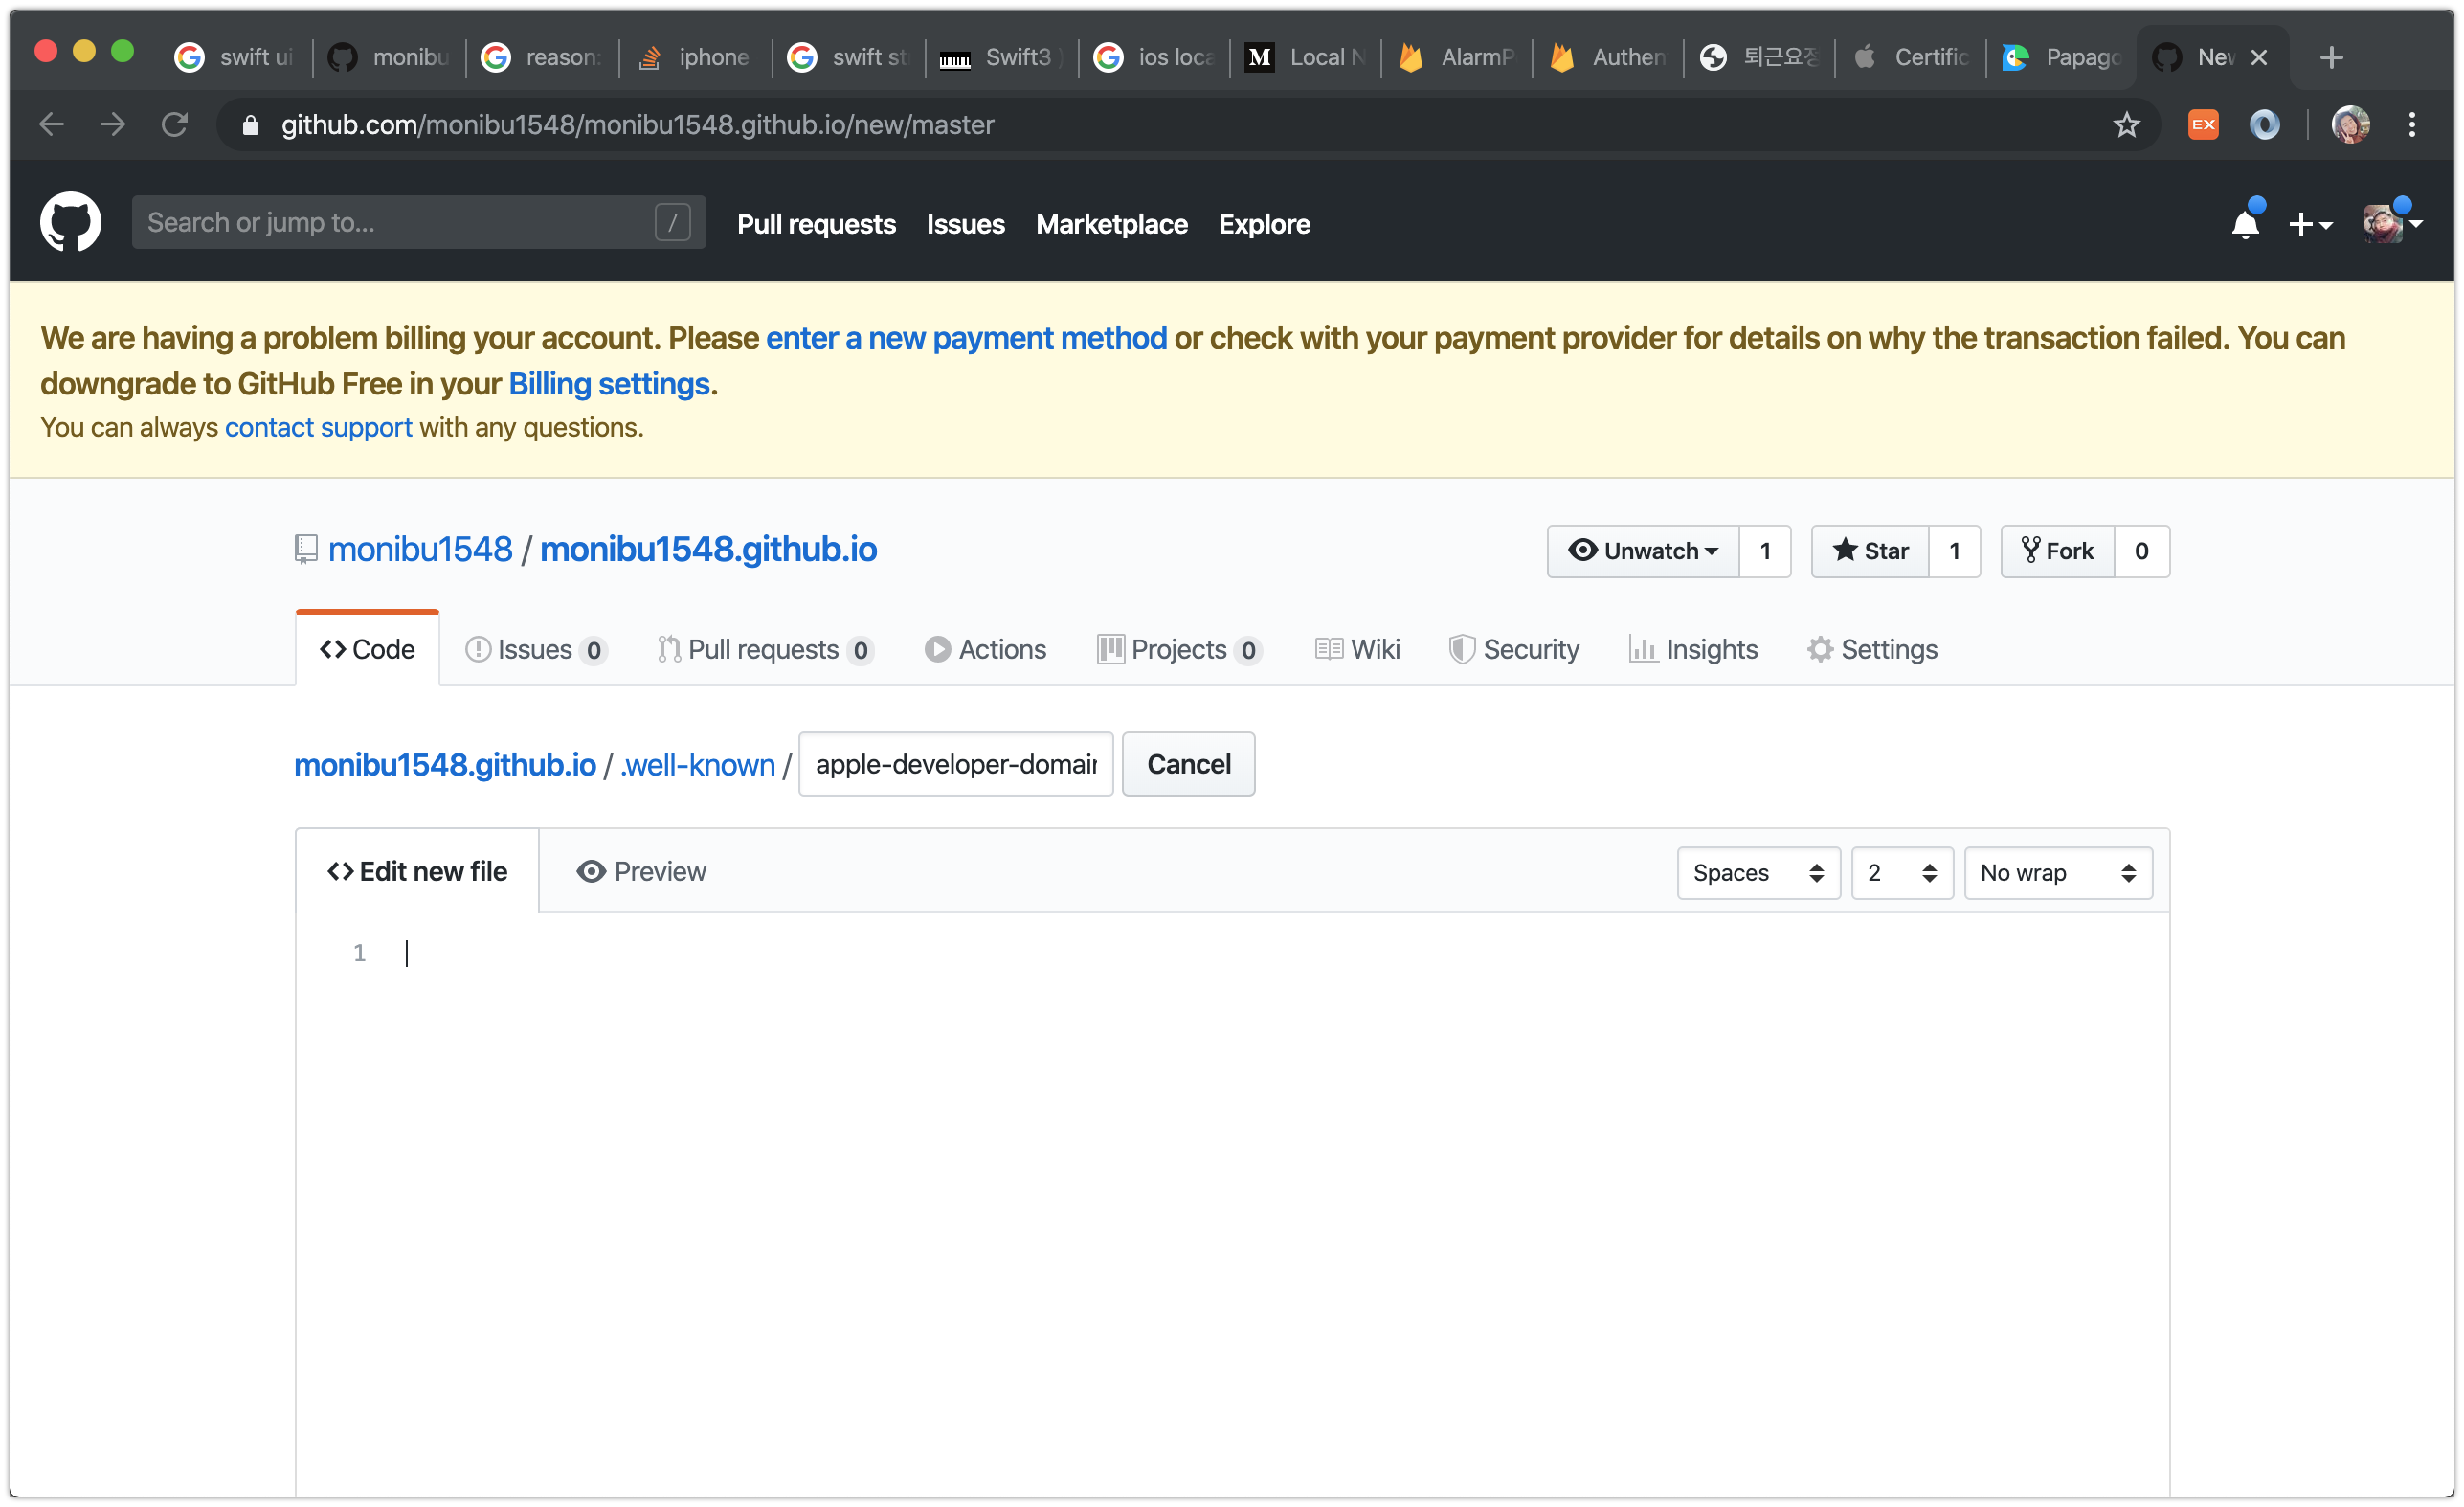 swift ui
monibu
reason:
iphone
swift st
Swift3
ios loca
M
Local N
AlarmP
Authen
퇴근요정
Certific
Papago
New
github.com/monibu1548/monibu1548.github.io/new/master
EX
Search or jump to...
/
Pull requests
Issues
Marketplace
Explore
We are having a problem billing your account. Please enter a new payment method or check with your payment provider for details on why the transaction failed. You can
downgrade to GitHub Free in your Billing settings.
You can always contact support with any questions.
monibu1548 / monibu1548.github.io
Unwatch 1
Star 1
Fork 0
Code
Issues 0
Pull requests 0
Actions
Projects 0
Wiki
Security
Insights
Settings
monibu1548.github.io / .well-known / apple-developer-domain
Cancel
Edit new file
Preview
Spaces
2
No wrap
1